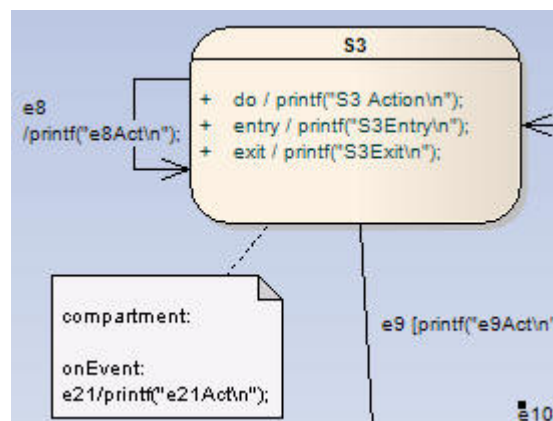 S3
+ do / printf("S3 Action\n");
+ entry / printf("S3Entry\n");
+ exit / printf("S3Exit\n");
e8
/printf("e8Act\n");
compartment:
onEvent:
e21/printf("e21Act\n");
e9 [printf("e9Act\n"
e10